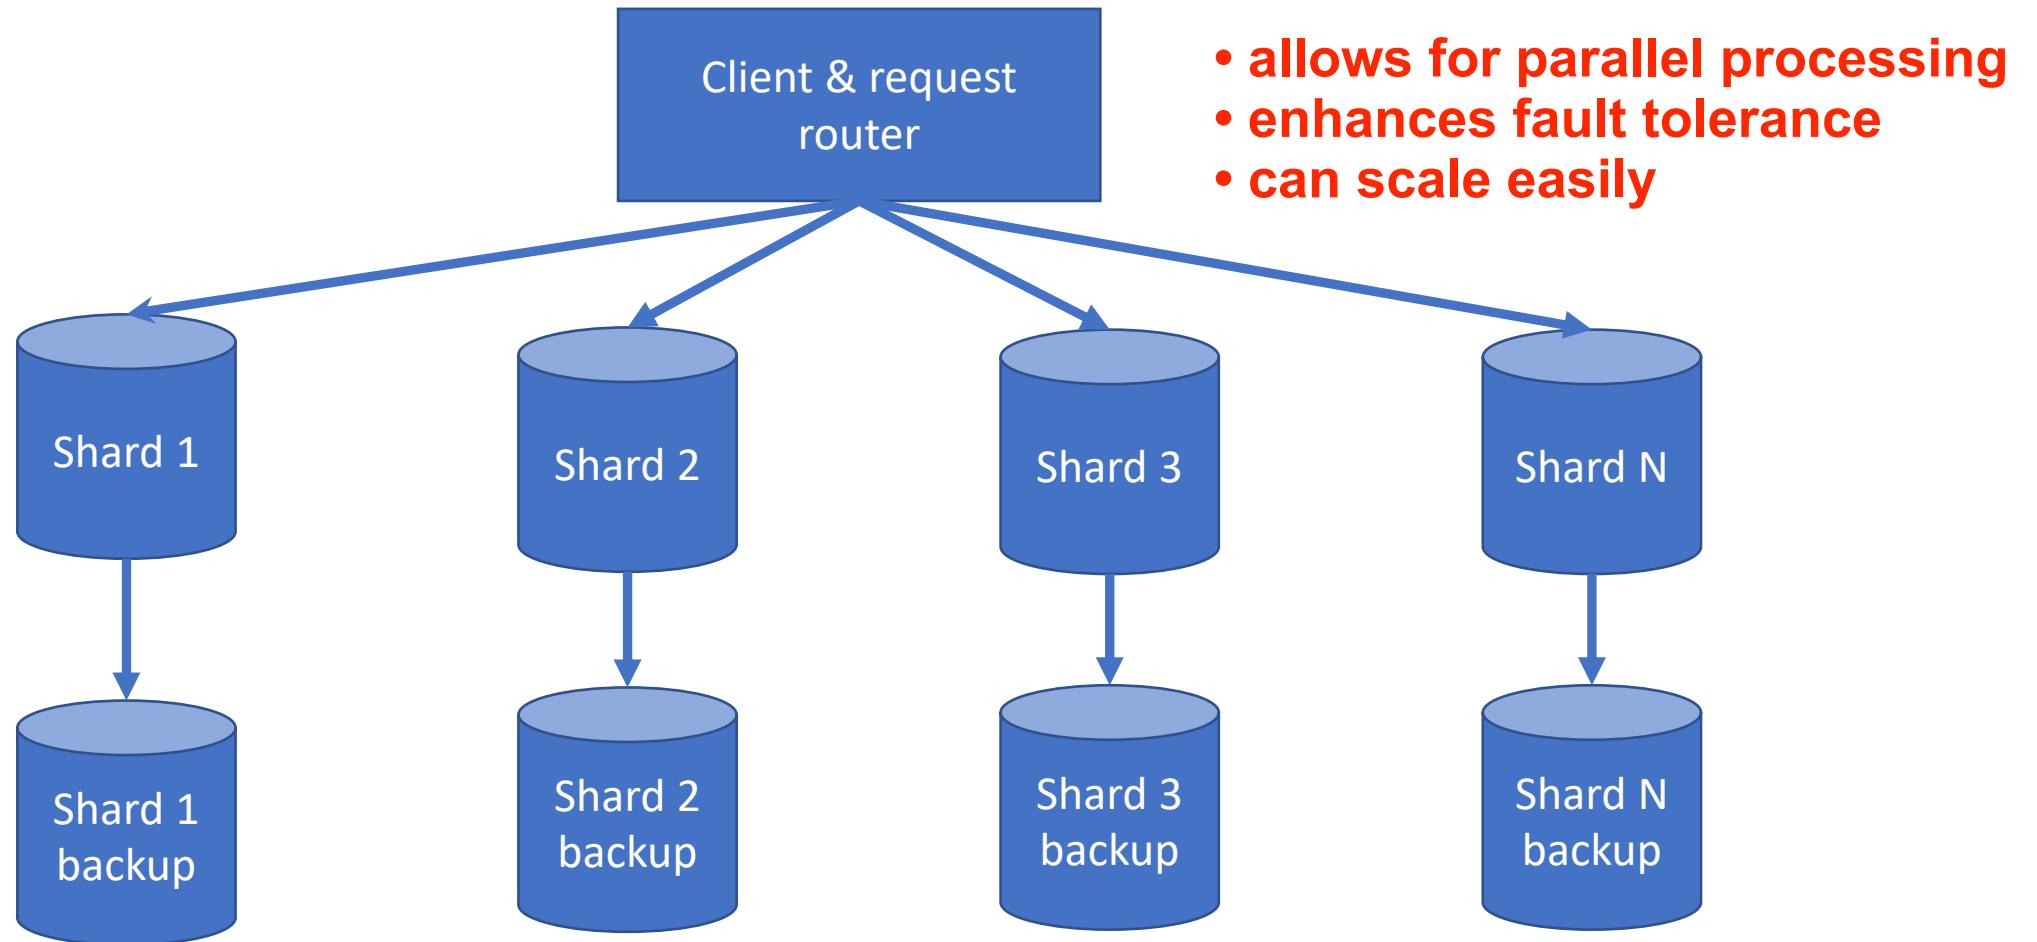 Client & request
router
• allows for parallel processing
• enhances fault tolerance
• can scale easily
Shard 1
Shard 2
Shard 3
Shard N
Shard 1
backup
Shard 2
backup
Shard 3
backup
Shard N
backup